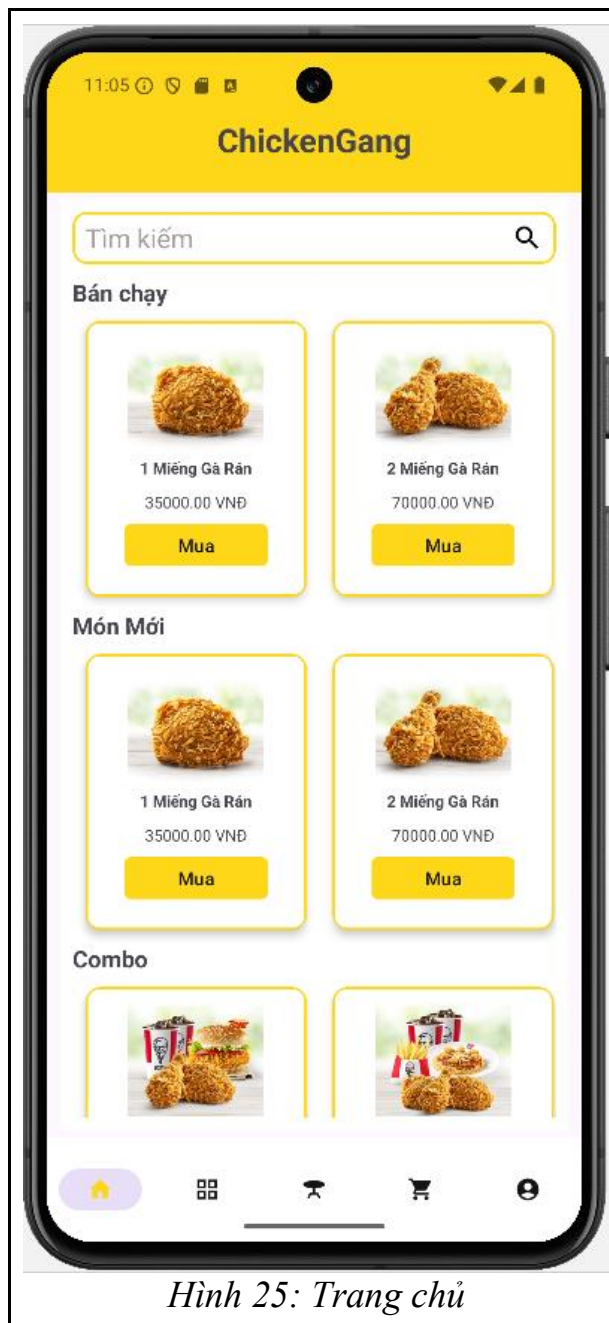 11:05
ChickenGang
Tìm kiếm
Bán chạy
1 Miếng Gà Rán
2 Miếng Gà Rán
35000.00 VNĐ
70000.00 VNĐ
Mua
Mua
Món Mới
1 Miếng Gà Rán
2 Miếng Gà Rán
35000.00 VNĐ
70000.00 VNĐ
Mua
Mua
Combo
Hình 25: Trang chủ